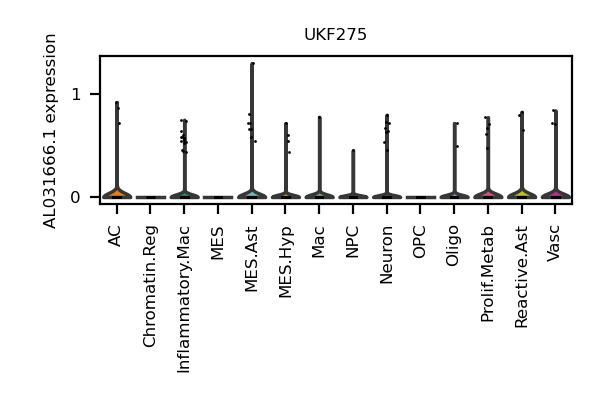 UKF275
AL031666.1 expression
1
0
AC
Chromatin.Reg
Inflammatory.Mac
MES
MES.Ast
MES.Hyp
Mac
NPC
Neuron
OPC
Oligo
Prolif.Metab
Reactive.Ast
Vasc